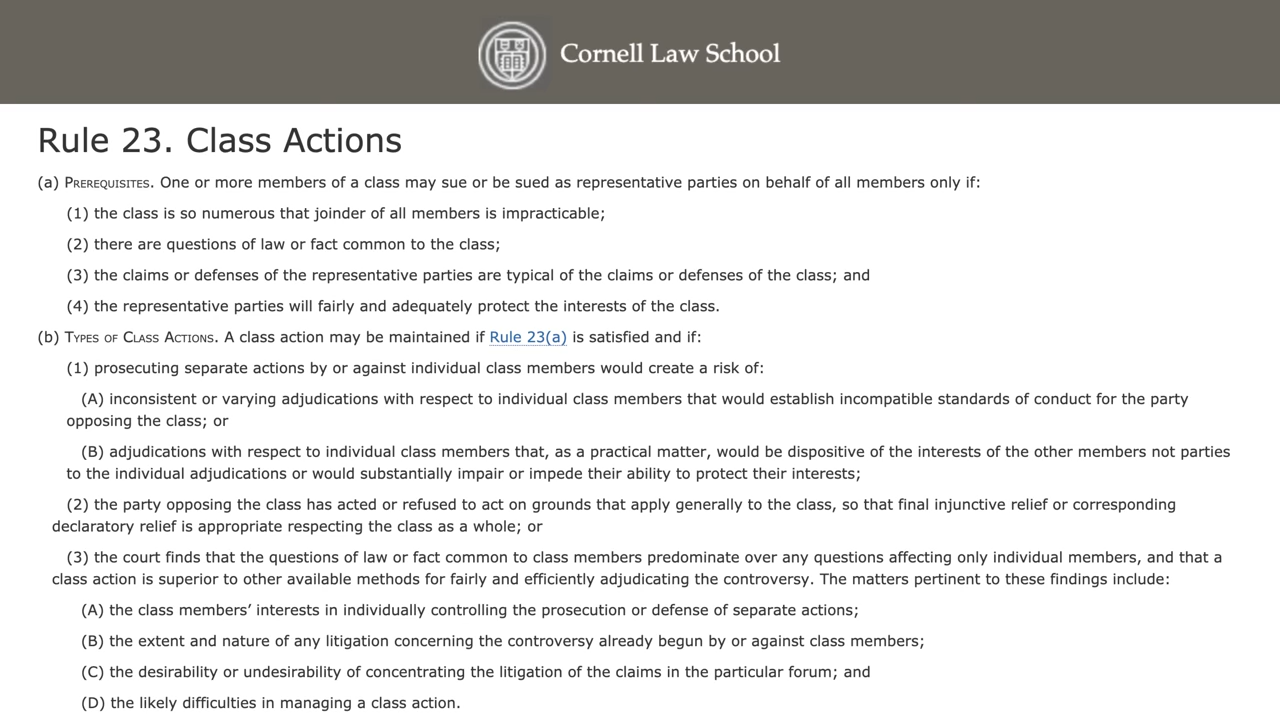 Cornell Law School
Rule 23. Class Actions
(a) Prerequisites. One or more members of a class may sue or be sued as representative parties on behalf of all members only if:
(1) the class is so numerous that joinder of all members is impracticable;
(2) there are questions of law or fact common to the class;
(3) the claims or defenses of the representative parties are typical of the claims or defenses of the class; and
(4) the representative parties will fairly and adequately protect the interests of the class.
(b) Types of Class Actions. A class action may be maintained if Rule 23(a) is satisfied and if:
(1) prosecuting separate actions by or against individual class members would create a risk of:
(A) inconsistent or varying adjudications with respect to individual class members that would establish incompatible standards of conduct for the party
opposing the class; or
(B) adjudications with respect to individual class members that, as a practical matter, would be dispositive of the interests of the other members not parties
to the individual adjudications or would substantially impair or impede their ability to protect their interests;
(2) the party opposing the class has acted or refused to act on grounds that apply generally to the class, so that final injunctive relief or corresponding
declaratory relief is appropriate respecting the class as a whole; or
(3) the court finds that the questions of law or fact common to class members predominate over any questions affecting only individual members, and that a
class action is superior to other available methods for fairly and efficiently adjudicating the controversy. The matters pertinent to these findings include:
(A) the class members’ interests in individually controlling the prosecution or defense of separate actions;
(B) the extent and nature of any litigation concerning the controversy already begun by or against class members;
(C) the desirability or undesirability of concentrating the litigation of the claims in the particular forum; and
(D) the likely difficulties in managing a class action.